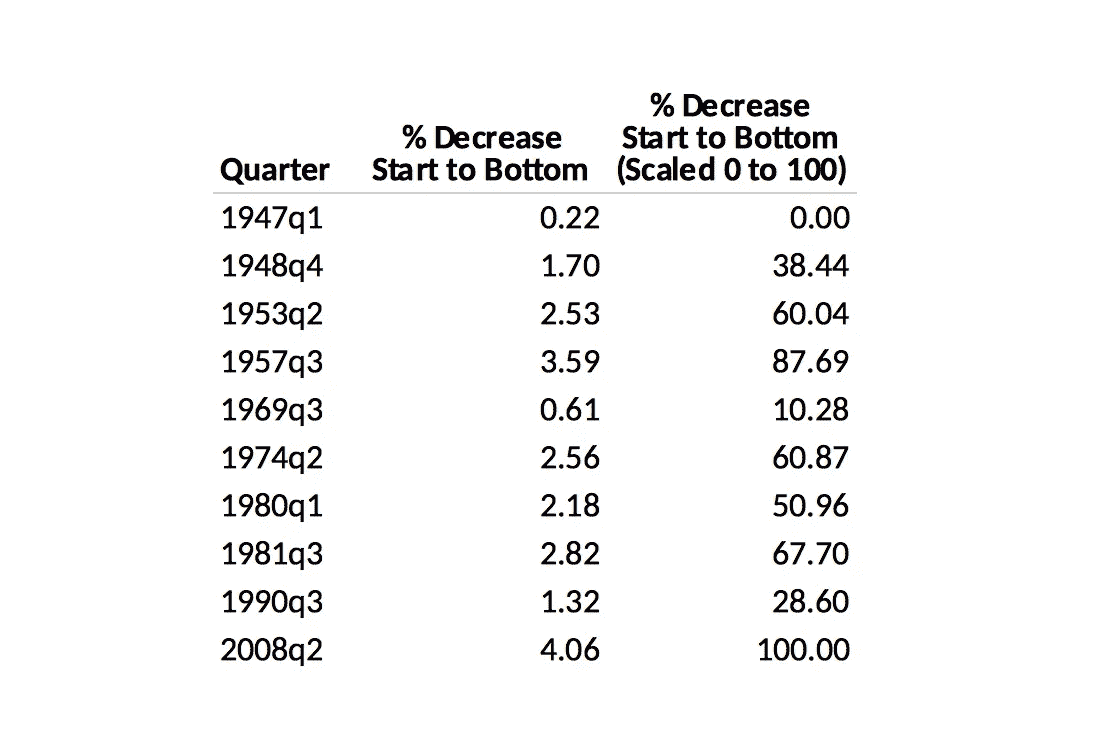 % Decrease
% Decrease Start to Bottom
Quarter Start to Bottom (Scaled 0 to 100)
1947q1 0.22 0.00
1948q4 1.70 38.44
1953q2 2.53 60.04
1957q3 3.59 87.69
1969q3 0.61 10.28
1974q2 2.56 60.87
1980q1 2.18 50.96
1981q3 2.82 67.70
1990q3 1.32 28.60
2008q2 4.06 100.00